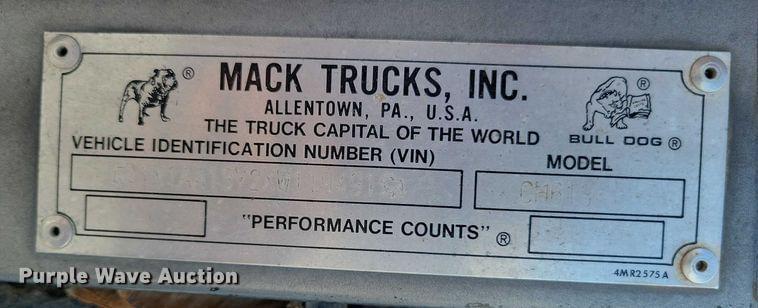 ® MACK TRUCKS, INC. ®
ALLENTOWN, PA., U.S.A.
THE TRUCK CAPITAL OF THE WORLD
BULL DOG ®
VEHICLE IDENTIFICATION NUMBER (VIN)
MODEL
"PERFORMANCE COUNTS" ®
4MR2575A
Purple Wave Auction